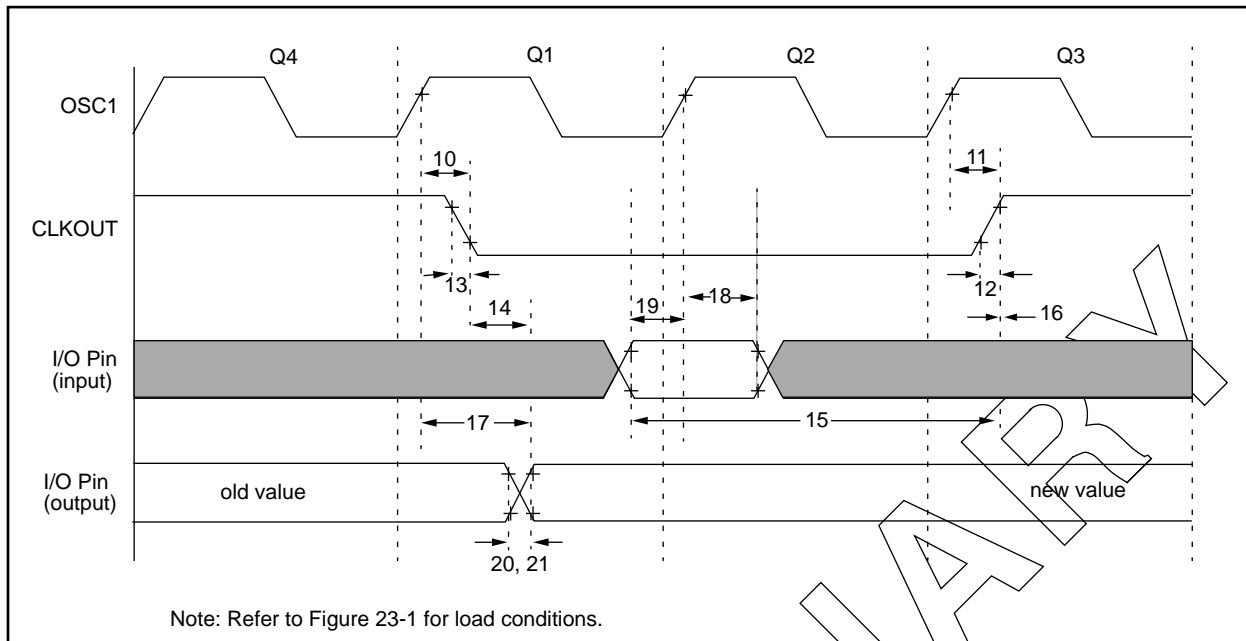 Q4 Q1 Q2 Q3
OSC1
10 11
CLKOUT
13 12
14 19 18 16
I/O Pin
(input)
17 15
I/O Pin
(output)
old value new value
20, 21
Note: Refer to Figure 23-1 for load conditions.